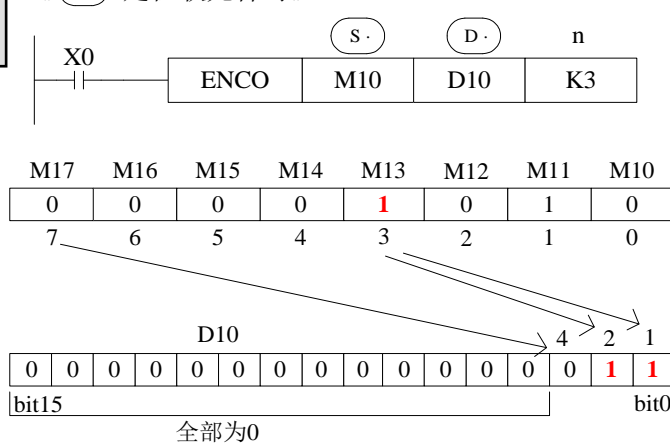 S· D· n
X0
ENCO M10 D10 K3
M17 M16 M15 M14 M13 M12 M11 M10
0 0 0 0 1 0 1 0
7 6 5 4 3 2 1 0
D10 4 2 1
0 0 0 0 0 0 0 0 0 0 0 0 0 0 1 1
bit15 bit0
全部为0